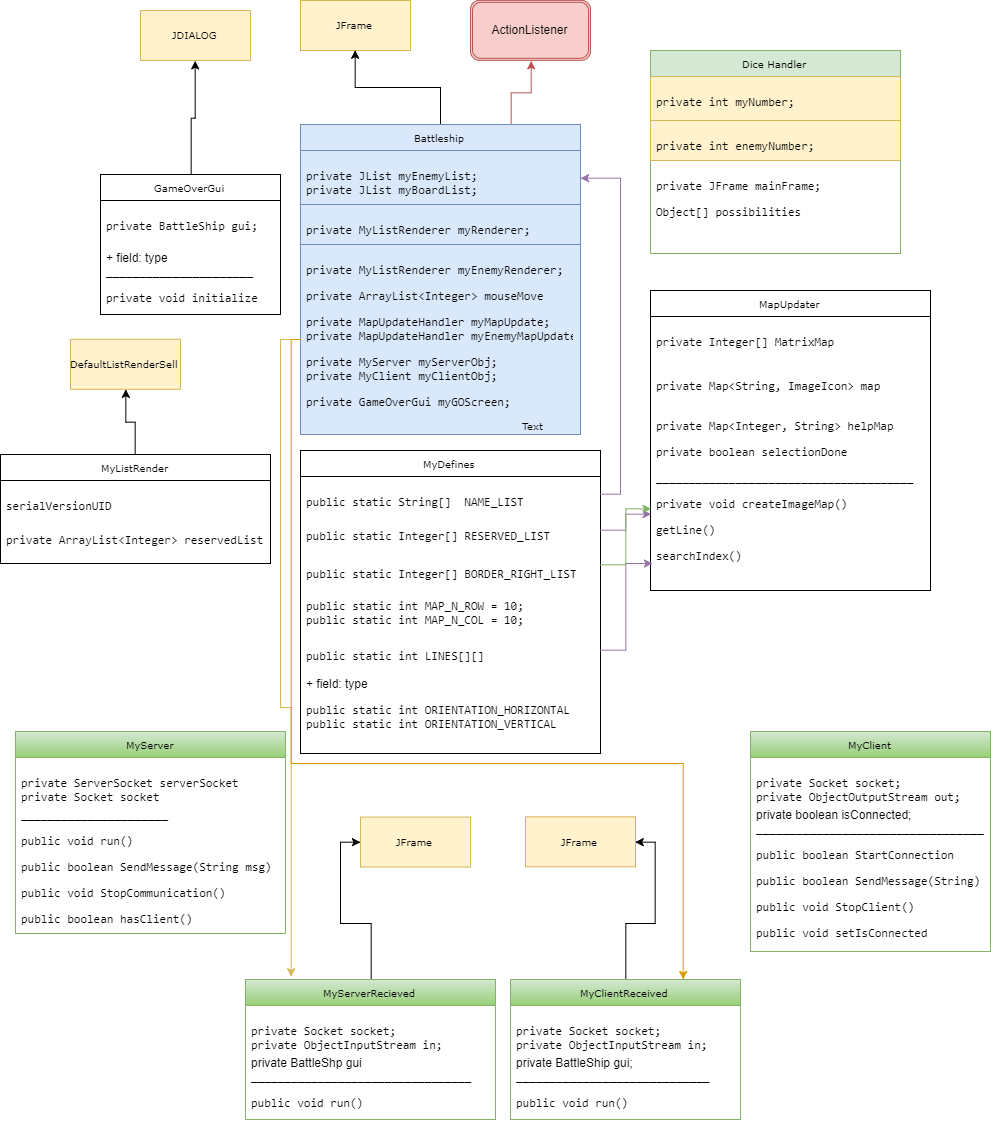 JDIALOG
JFrame
ActionListener
Dice Handler
private int myNumber;
private int enemyNumber;
private JFrame mainFrame;
Object[] possibilities
Battleship
private JList myEnemyList;
private JList myBoardList;
private MyListRenderer myRenderer;
private MyListRenderer myEnemyRenderer;
private ArrayList<Integer> mouseMove
private MapUpdateHandler myMapUpdate;
private MapUpdateHandler myEnemyMapUpdate
private MyServer myServerObj;
private MyClient myClientObj;
private GameOverGui myGOScreen;
Text
GameOverGui
private BattleShip gui;
+ field: type
______________________
private void initialize
MapUpdater
private Integer[] MatrixMap
private Map<String, ImageIcon> map
private Map<Integer, String> helpMap
private boolean selectionDone
_______________________________________
private void createImageMap()
getLine()
searchIndex()
DefaultListRenderSell
MyListRender
serialVersionUID
private ArrayList<Integer> reservedList
MyDefines
public static String[]  NAME_LIST
public static Integer[] RESERVED_LIST
public static Integer[] BORDER_RIGHT_LIST
public static int MAP_N_ROW = 10;
public static int MAP_N_COL = 10;
public static int LINES[][]
+ field: type
public static int ORIENTATION_HORIZONTAL
public static int ORIENTATION_VERTICAL
MyServer
private ServerSocket serverSocket
private Socket socket
______________________
public void run()
public boolean SendMessage(String msg)
public void StopCommunication()
public boolean hasClient()
MyClient
private Socket socket;
private ObjectOutputStream out;
private boolean isConnected;
__________________________________
public boolean StartConnection
public boolean SendMessage(String)
public void StopClient()
public void setIsConnected
JFrame
JFrame
MyServerRecieved
private Socket socket;
private ObjectInputStream in;
private BattleShp gui
_________________________________
public void run()
MyClientReceived
private Socket socket;
private ObjectInputStream in;
private BattleShip gui;
_____________________________
public void run()